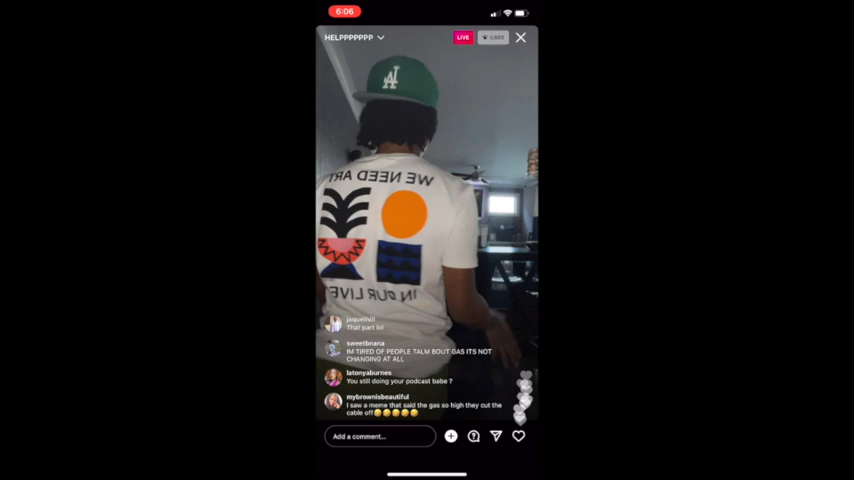 6:06
HELPPPPPPP
LIVE
LA
WE NEED ART
IN OUR LIVE
jaquelhill
That part lol
sweetbnana
IM TIRED OF PEOPLE TALM BOUT GAS ITS NOT
CHANGING AT ALL
latonyaburnes
You still doing your podcast babe ?
mybrownisbeautiful
I saw a meme that said the gas so high they cut the
cable off🤣🤣🤣🤣🤣
Add a comment...